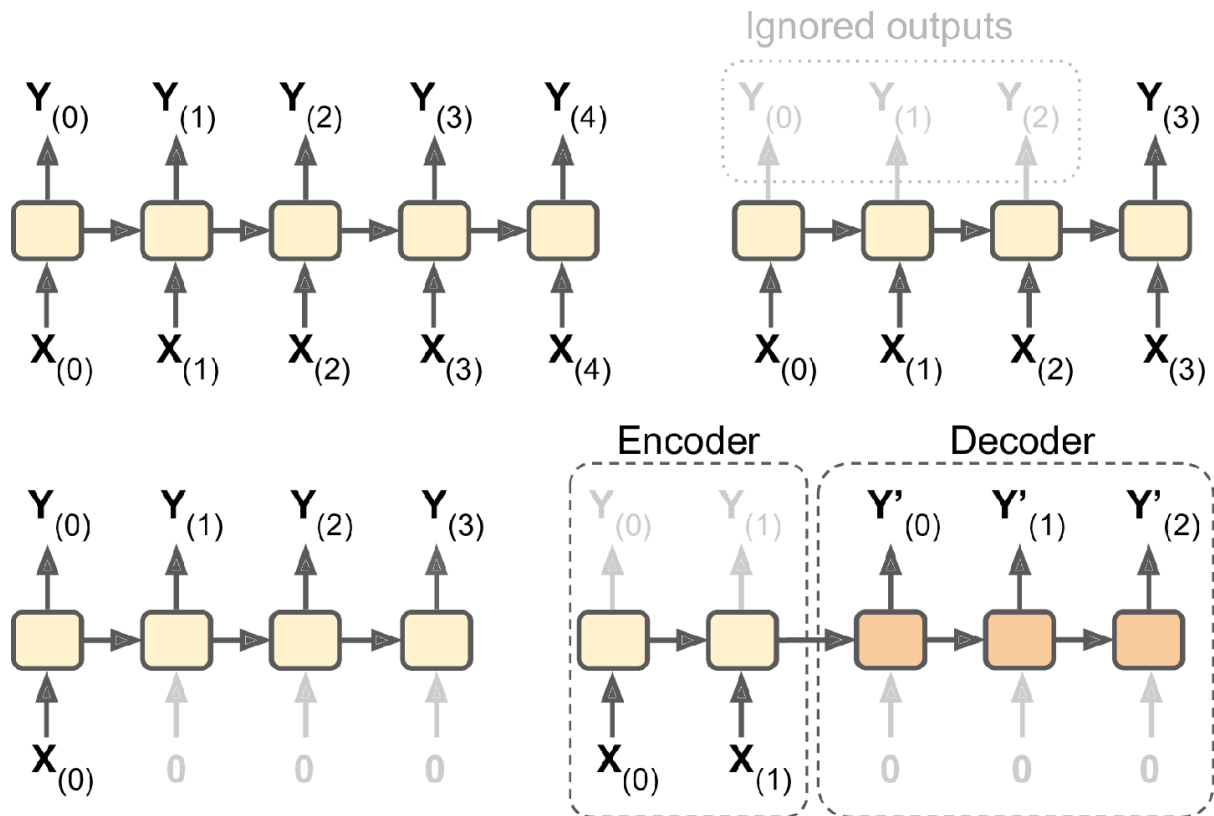 Ignored outputs
Y(0) Y(1) Y(2) Y(3) Y(4) Y(0) Y(1) Y(2) Y(3)
X(0) X(1) X(2) X(3) X(4) X(0) X(1) X(2) X(3)
Encoder Decoder
Y(0) Y(1) Y(2) Y(3) Y(0) Y(1) Y'(0) Y'(1) Y'(2)
X(0) 0 0 0 X(0) X(1) 0 0 0